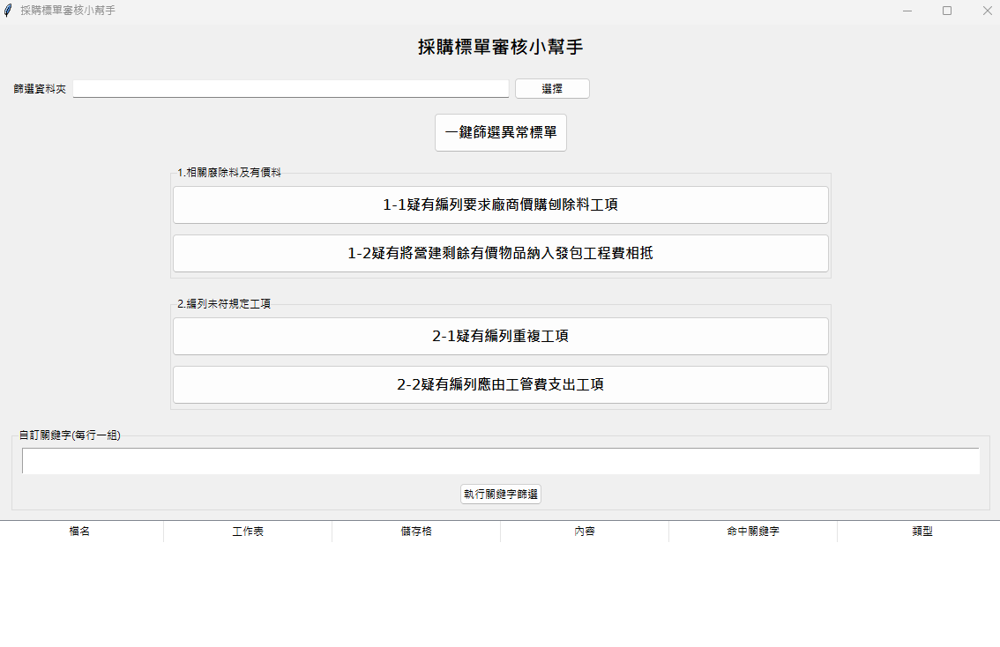 採購標單審核小幫手
採購標單審核小幫手
篩選資料夾
選擇
一鍵篩選異常標單
1.相關廢除料及有價料
1-1疑有編列要求廠商價購刨除料工項
1-2疑有將營建剩餘有價物品納入發包工程費相抵
2.編列未符規定工項
2-1疑有編列重複工項
2-2疑有編列應由工管費支出工項
自訂關鍵字(每行一組)
執行關鍵字篩選
檔名 工作表 儲存格 內容 命中關鍵字 類型